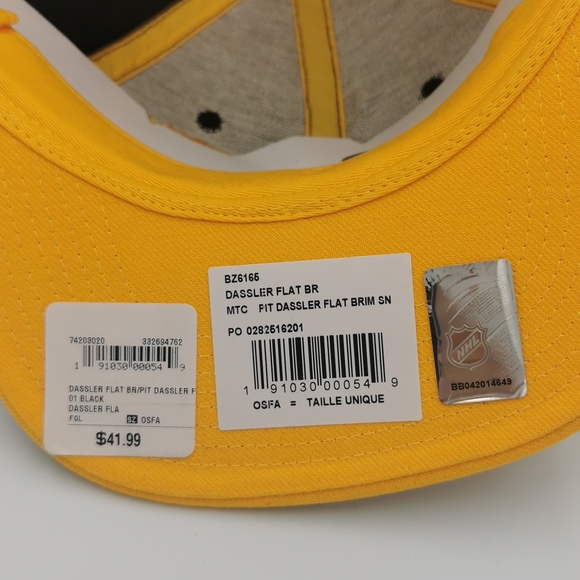 BZ6165
DASSLER FLAT BR
MTC PIT DASSLER FLAT BRIM SN
PO 0282516201
1 91030 00054 9
OSFA = TAILLE UNIQUE
74203020 332694762
1 91030 00054 9
DASSLER FLAT BR/PIT DASSLER F
01 BLACK
DASSLER FLA
FGL SZ OSFA
$41.99
NHL
BB042014649